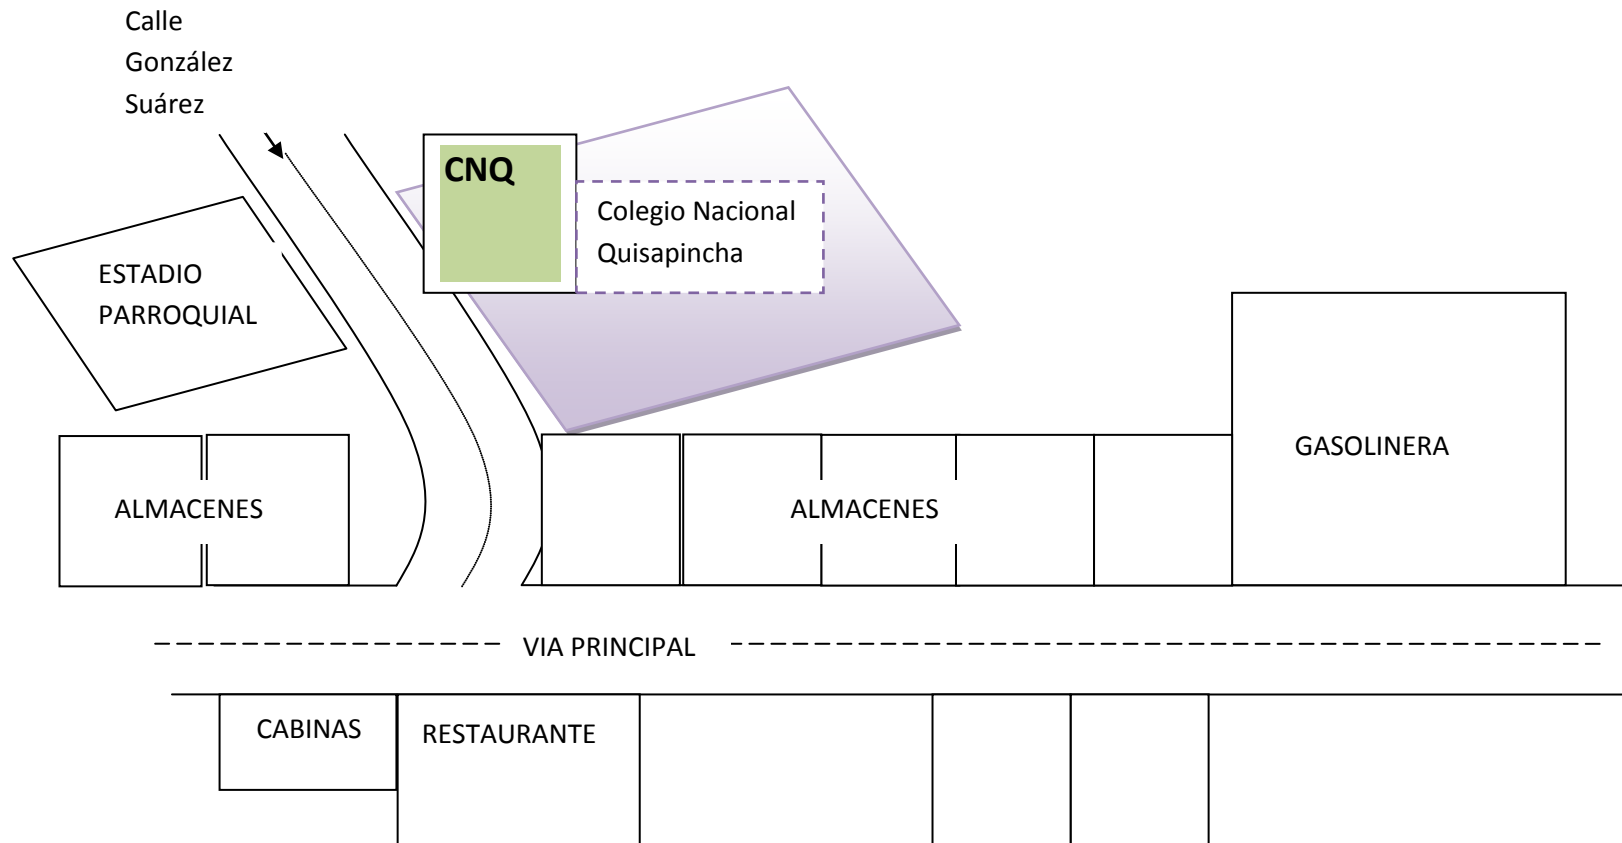 Calle
González
Suárez
CNQ
Colegio Nacional
Quisapincha
ESTADIO
PARROQUIAL
GASOLINERA
ALMACENES
ALMACENES
VIA PRINCIPAL
CABINAS
RESTAURANTE